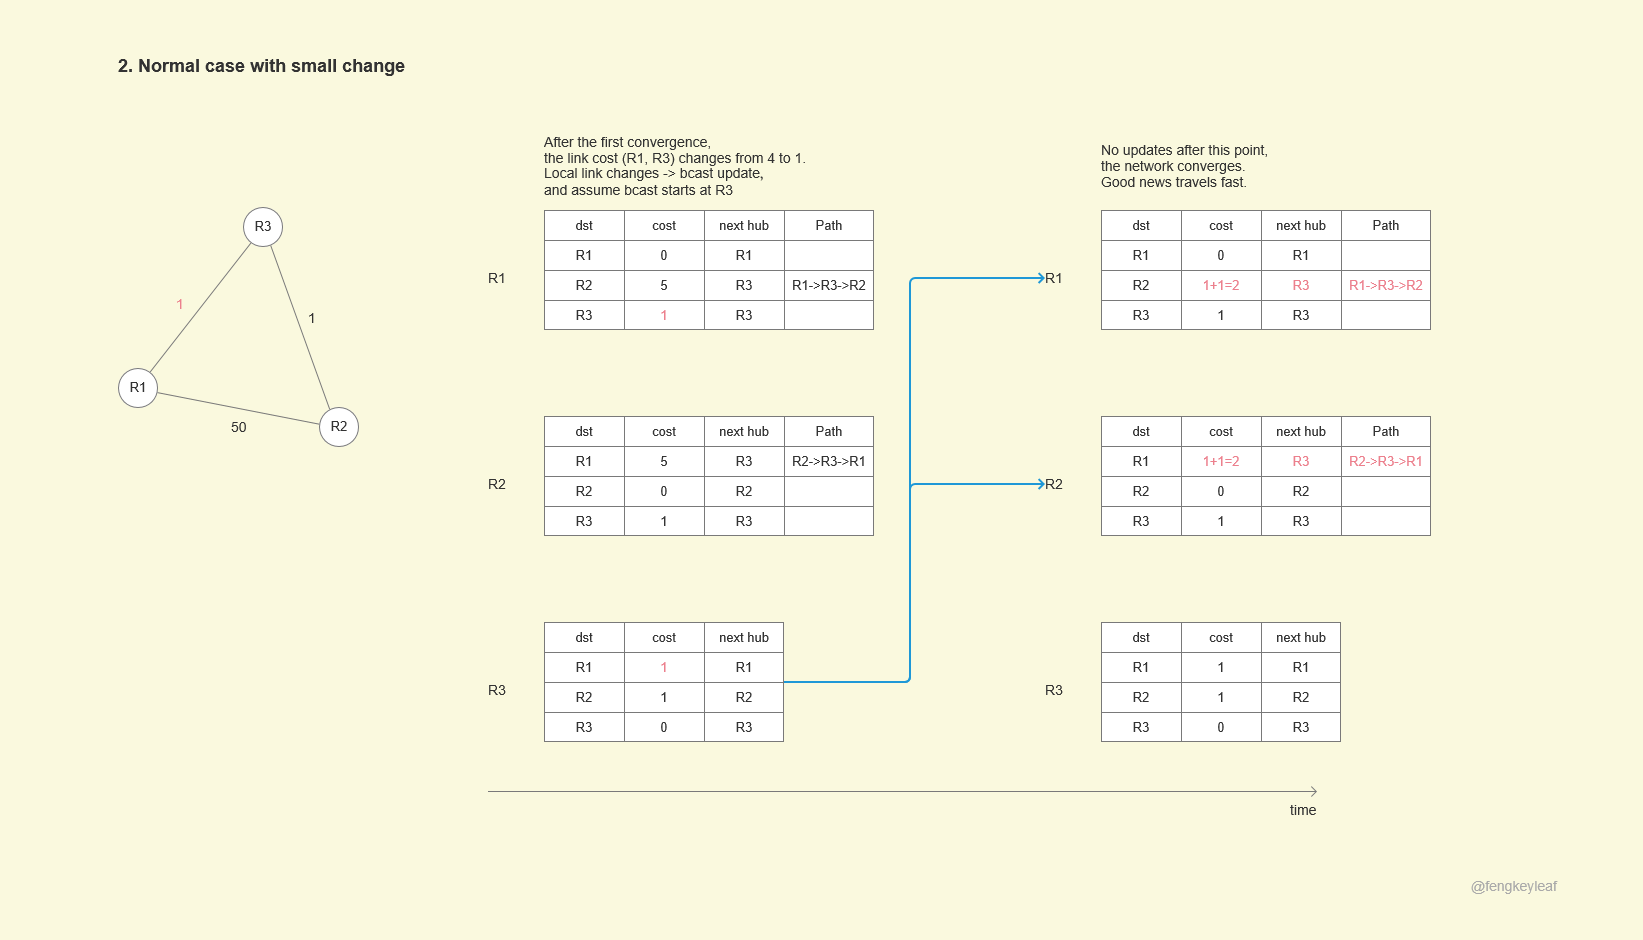 2. Normal case with small change
After the first convergence,
the link cost (R1, R3) changes from 4 to 1.
Local link changes -> bcast update,
and assume bcast starts at R3
No updates after this point,
the network converges.
Good news travels fast.
R3
1
1
R1
50
R2
R1
dst cost next hub Path
R1 0 R1
R2 5 R3 R1->R3->R2
R3 1 R3
R1
dst cost next hub Path
R1 0 R1
R2 1+1=2 R3 R1->R3->R2
R3 1 R3
R2
dst cost next hub Path
R1 5 R3 R2->R3->R1
R2 0 R2
R3 1 R3
R2
dst cost next hub Path
R1 1+1=2 R3 R2->R3->R1
R2 0 R2
R3 1 R3
R3
dst cost next hub
R1 1 R1
R2 1 R2
R3 0 R3
R3
dst cost next hub
R1 1 R1
R2 1 R2
R3 0 R3
time
@fengkeyleaf